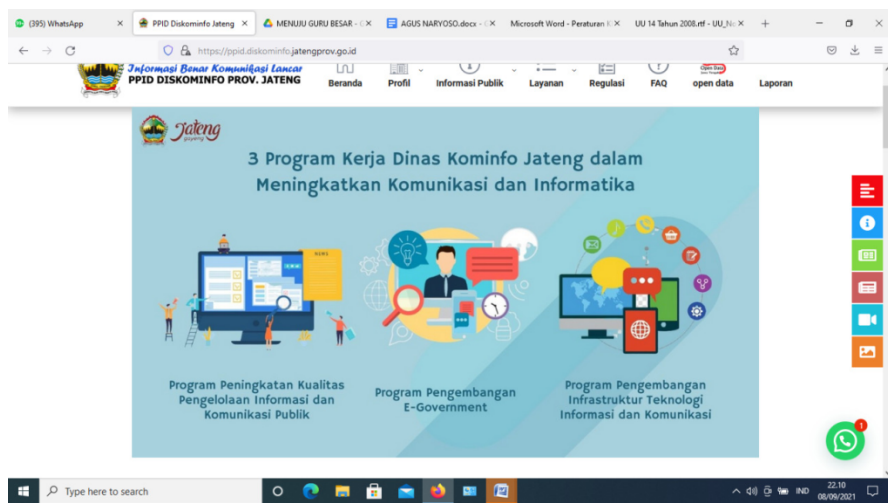 (395) WhatsApp
PPID Diskominfo Jateng
MENUJU GURU BESAR - G
AGUS NARYOSO.docx - G
Microsoft Word - Peraturan K
UU 14 Tahun 2008.rtf - UU_No
https://ppid.diskominfo.jatengprov.go.id
Informasi Benar Komunikasi Lancar
PPID DISKOMINFO PROV. JATENG
Beranda
Profil
Informasi Publik
Layanan
Regulasi
FAQ
open data
Laporan
Jateng
3 Program Kerja Dinas Kominfo Jateng dalam
Meningkatkan Komunikasi dan Informatika
Program Peningkatan Kualitas
Pengelolaan Informasi dan
Komunikasi Publik
Program Pengembangan
E-Government
Program Pengembangan
Infrastruktur Teknologi
Informasi dan Komunikasi
1
Type here to search
IND
22.10
08/09/2021